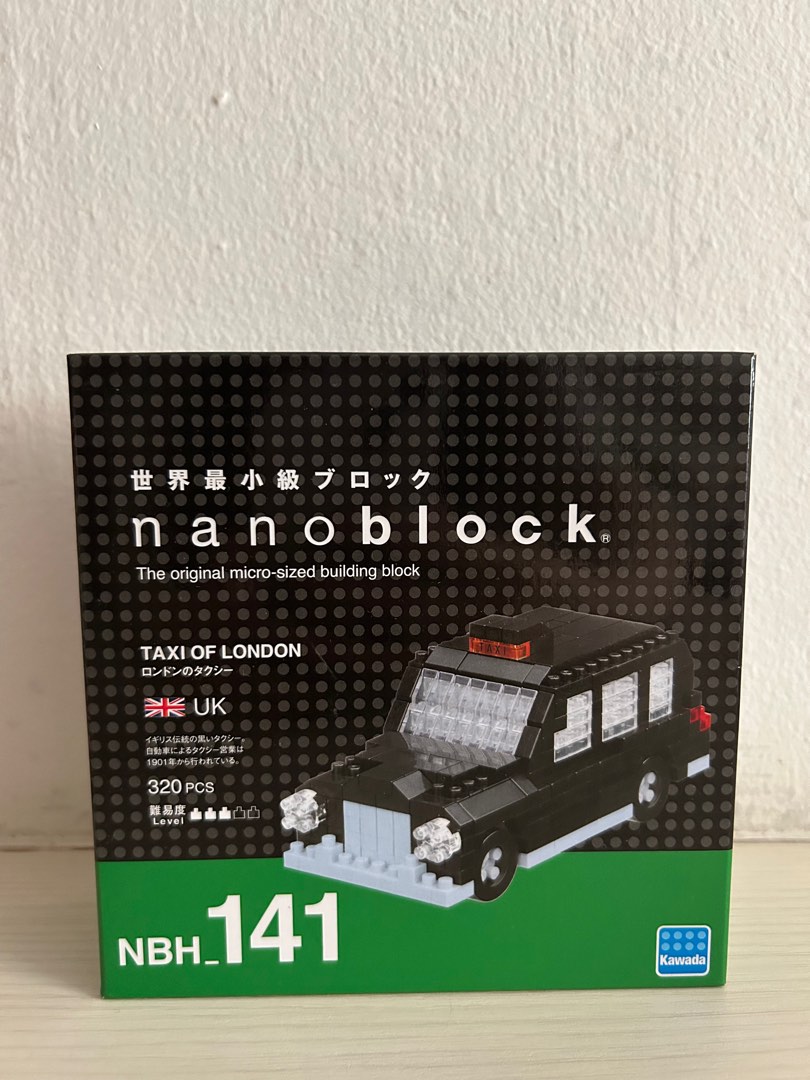 世界最小級ブロック
nanoblock®
The original micro-sized building block
TAXI OF LONDON
ロンドンのタクシー
UK
イギリス伝統の黒いタクシー。
自動車によるタクシー営業は
1901年から行われている。
320 PCS
難易度
Level
TAXI
NBH_141
Kawada